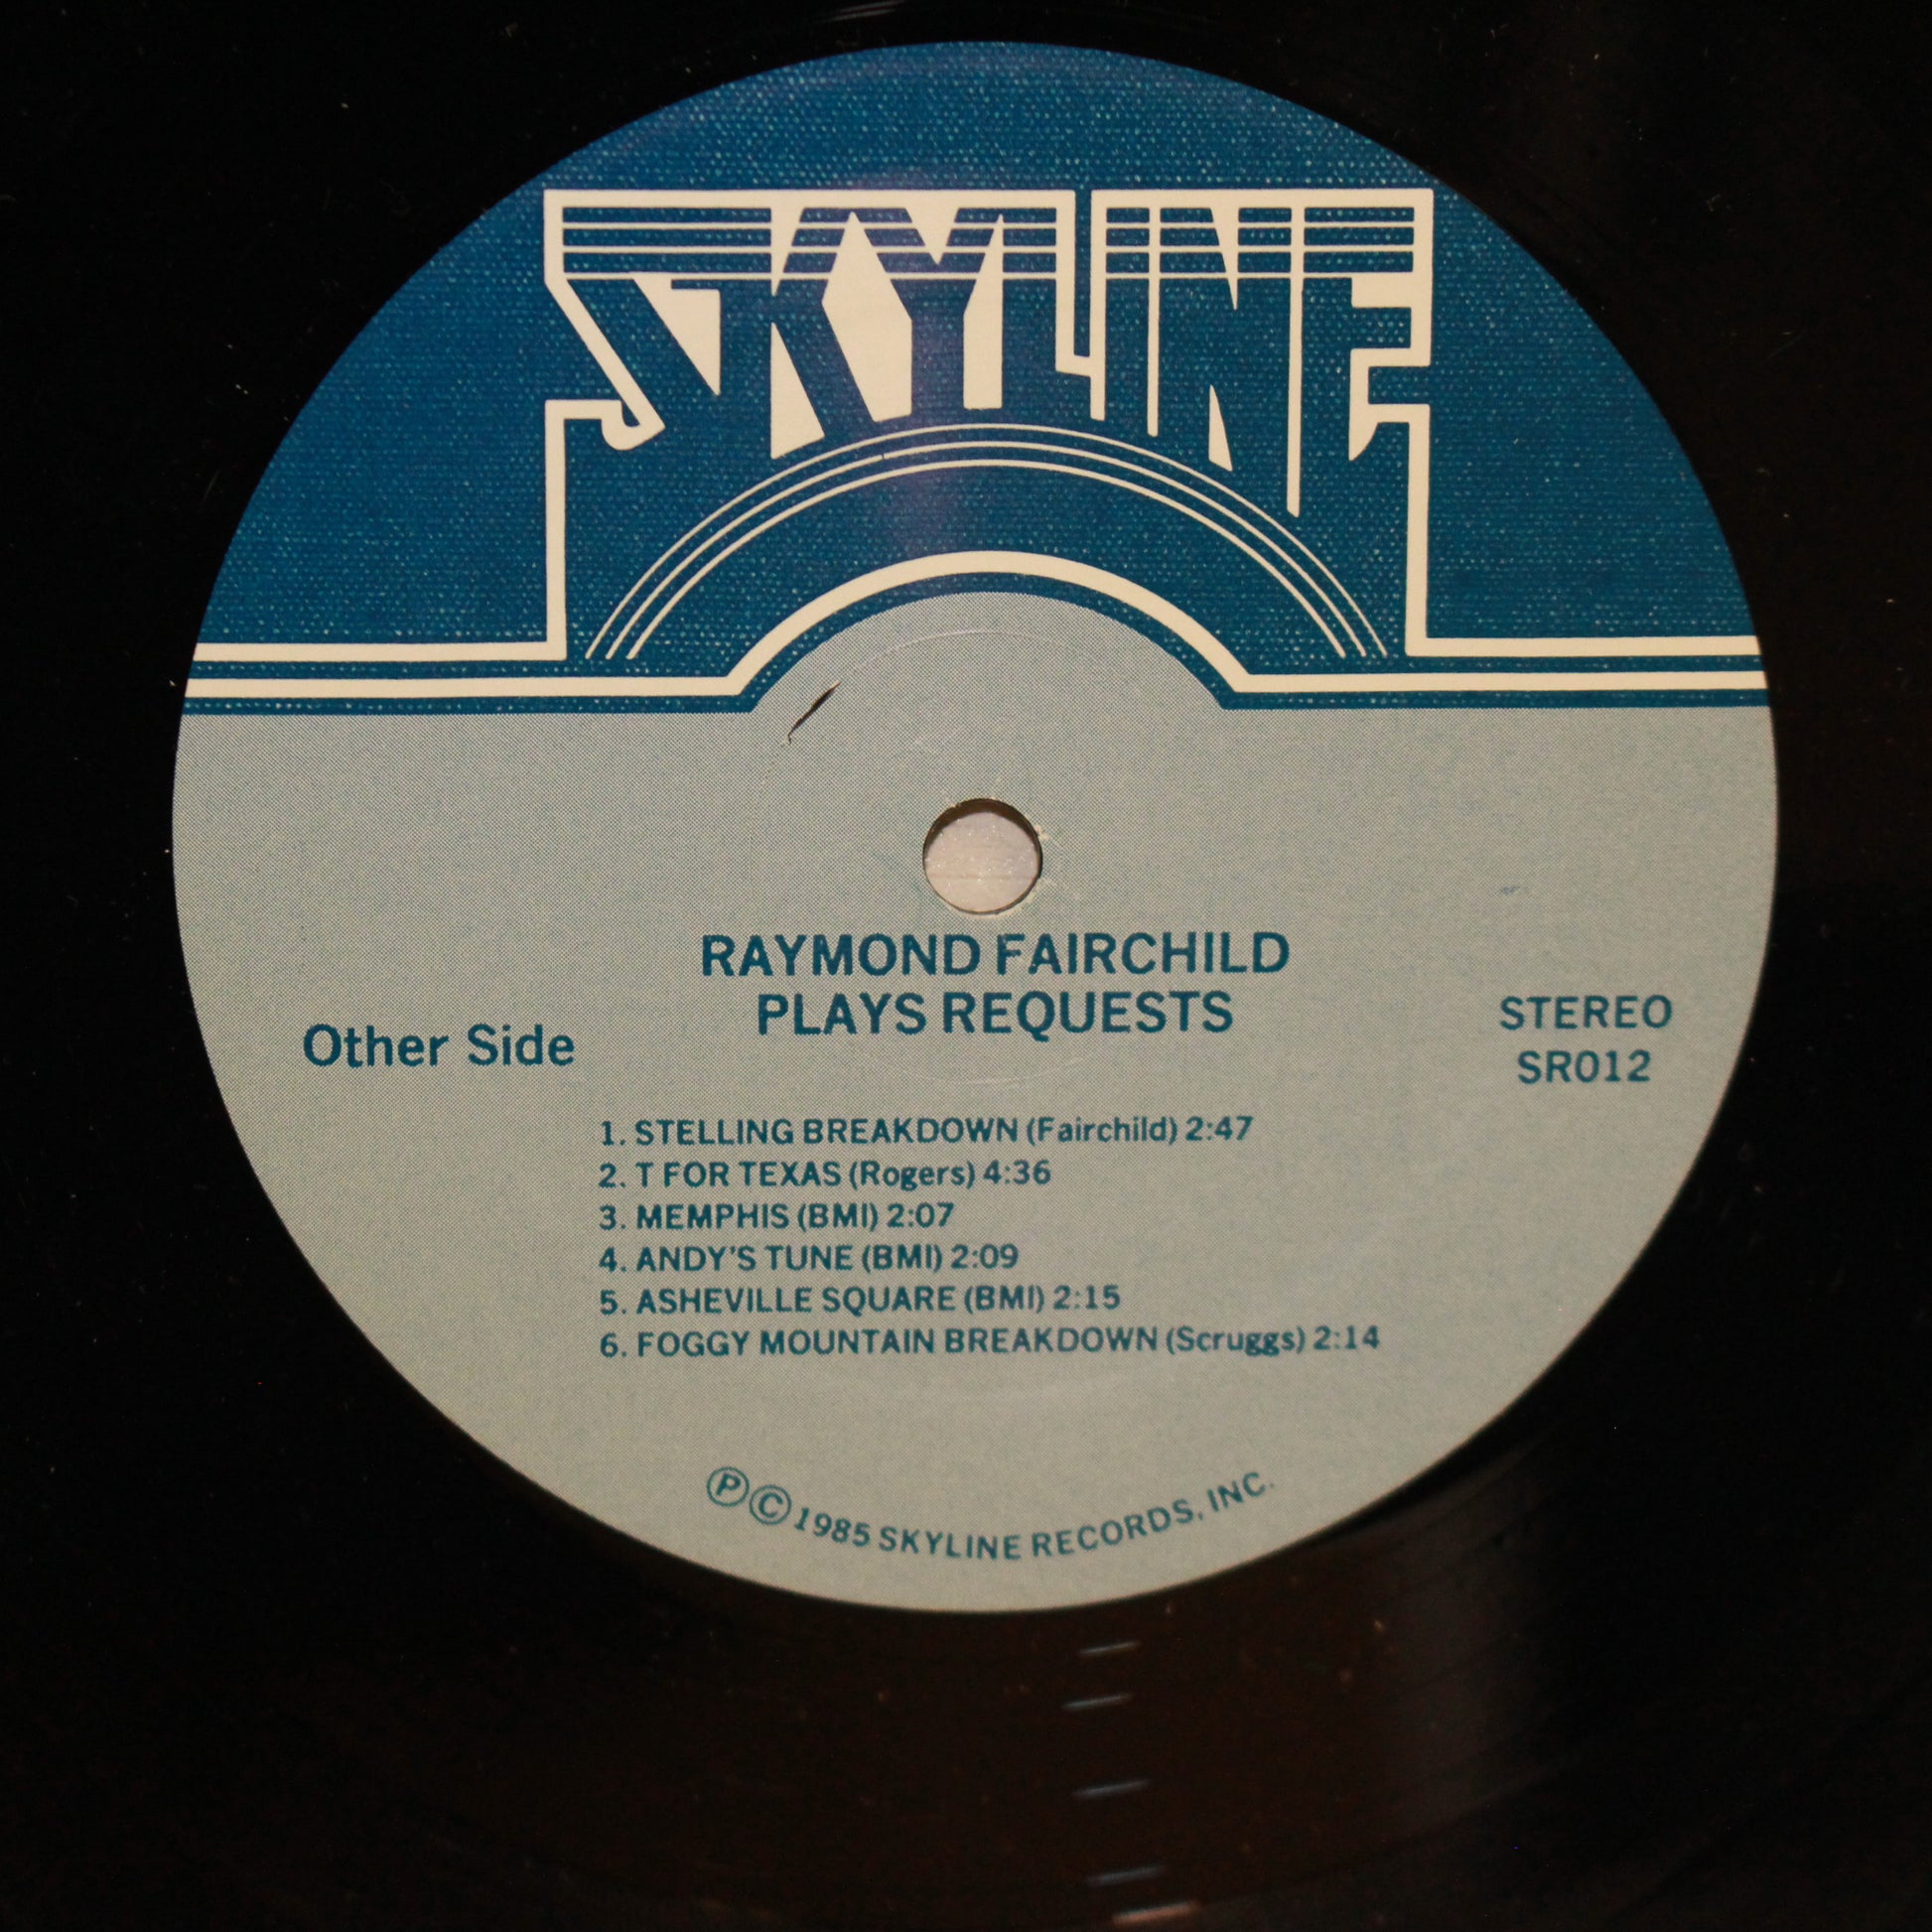 SKYLINE
RAYMOND FAIRCHILD
PLAYS REQUESTS
Other Side
STEREO
SR012
1. STELLING BREAKDOWN (Fairchild) 2:47
2. T FOR TEXAS (Rogers) 4:36
3. MEMPHIS (BMI) 2:07
4. ANDY'S TUNE (BMI) 2:09
5. ASHEVILLE SQUARE (BMI) 2:15
6. FOGGY MOUNTAIN BREAKDOWN (Scruggs) 2:14
Ⓟ©1985 SKYLINE RECORDS, INC.